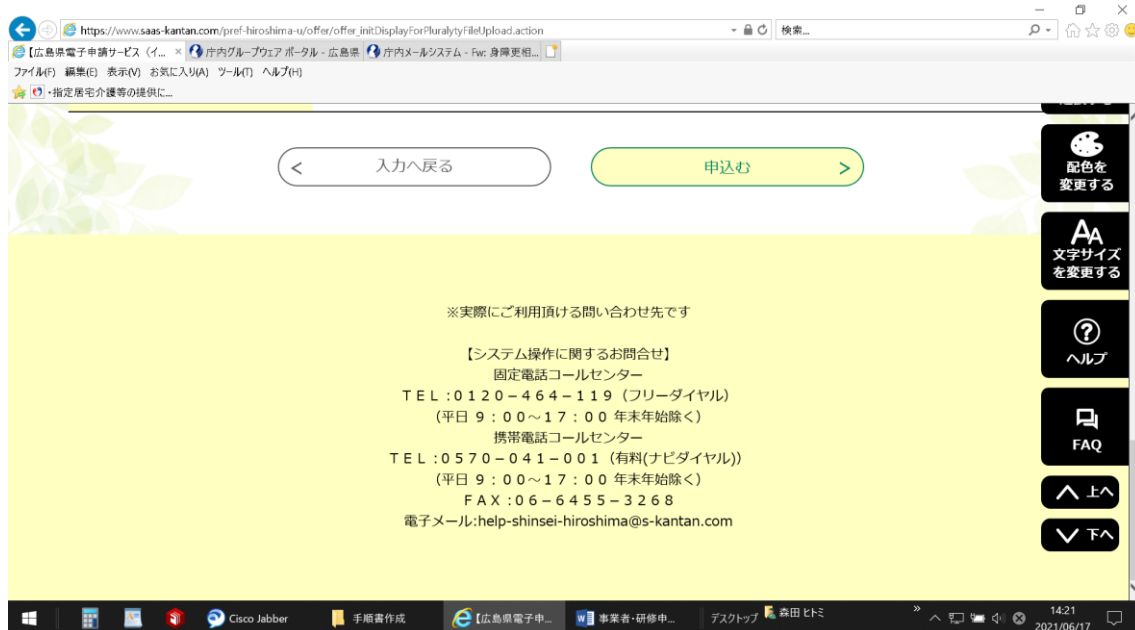 https://www.saas-kantan.com/pref-hiroshima-u/offer/offer_initDisplayForPluralytyFileUpload.action
検索...
【広島県電子申請サービス（イ...
庁内グループウェア ポータル - 広島県
庁内メールシステム - Fw: 身障更相...
ファイル(F) 編集(E) 表示(V) お気に入り(A) ツール(T) ヘルプ(H)
・指定居宅介護等の提供に...
< 入力へ戻る
申込む >
配色を
変更する
AA
文字サイズ
を変更する
ヘルプ
FAQ
上へ
下へ
※実際にご利用頂ける問い合わせ先です
【システム操作に関するお問合せ】
固定電話コールセンター
ＴＥＬ:０１２０－４６４－１１９（フリーダイヤル）
（平日 ９：００～１７：００ 年末年始除く）
携帯電話コールセンター
ＴＥＬ:０５７０－０４１－００１（有料(ナビダイヤル)）
（平日 ９：００～１７：００ 年末年始除く）
ＦＡＸ:０６－６４５５－３２６８
電子メール:help-shinsei-hiroshima@s-kantan.com
Cisco Jabber
手順書作成
【広島県電子申...
事業者・研修申...
デスクトップ
森田 ヒトミ
14:21
2021/06/17